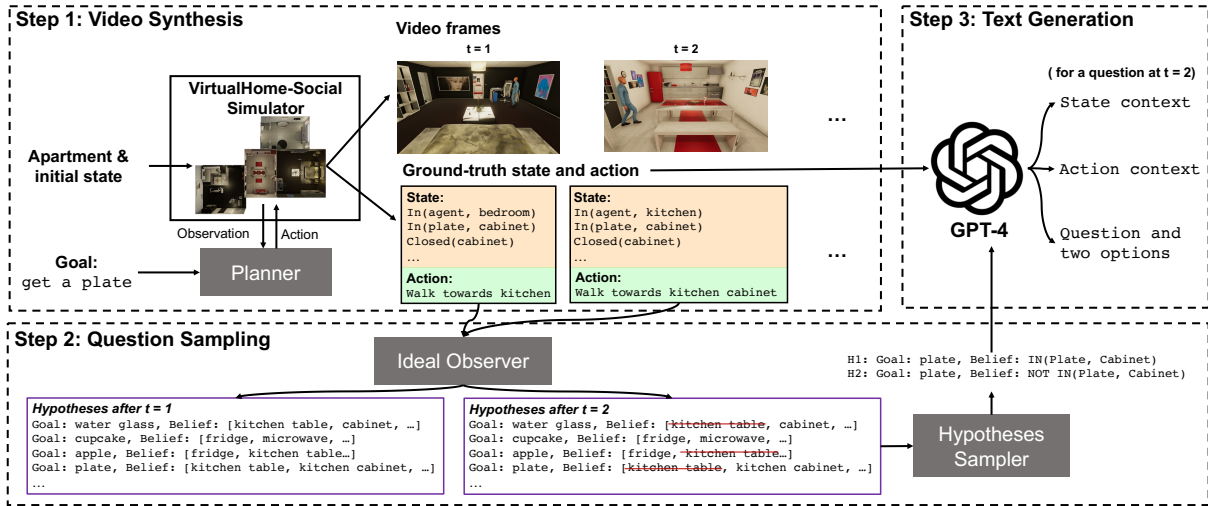 Step 1: Video Synthesis
Video frames
t = 1
t = 2
VirtualHome-Social
Simulator
...
Apartment &
initial state
Ground-truth state and action
State:
In(agent, bedroom)
In(plate, cabinet)
Closed(cabinet)
…
Action:
Walk towards kitchen
State:
In(agent, kitchen)
In(plate, cabinet)
Closed(cabinet)
…
Action:
Walk towards kitchen cabinet
...
Observation
Action
Goal:
get a plate
Planner
Step 3: Text Generation
( for a question at t = 2)
State context
Action context
Question and
two options
GPT-4
Step 2: Question Sampling
Ideal Observer
Hypotheses after t = 1
Goal: water glass, Belief: [kitchen table, cabinet, …]
Goal: cupcake, Belief: [fridge, microwave, …]
Goal: apple, Belief: [fridge, kitchen table…]
Goal: plate, Belief: [kitchen table, kitchen cabinet, …]
…
Hypotheses after t = 2
Goal: water glass, Belief: [kitchen table, cabinet, …]
Goal: cupcake, Belief: [fridge, microwave, …]
Goal: apple, Belief: [fridge, kitchen table…]
Goal: plate, Belief: [kitchen table, kitchen cabinet, …]
…
H1: Goal: plate, Belief: IN(Plate, Cabinet)
H2: Goal: plate, Belief: NOT IN(Plate, Cabinet)
Hypotheses
Sampler